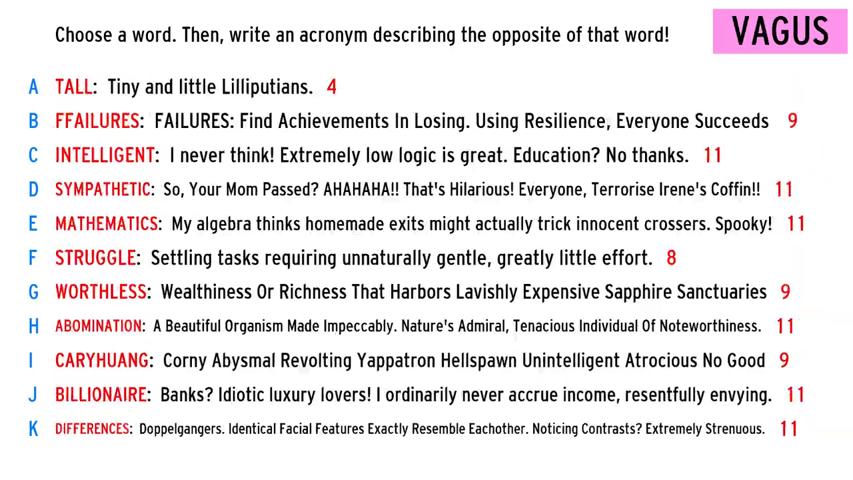 Choose a word. Then, write an acronym describing the opposite of that word!
VAGUS
A TALL: Tiny and little Lilliputians. 4
B FFAILURES: FAILURES: Find Achievements In Losing. Using Resilience, Everyone Succeeds 9
C INTELLIGENT: I never think! Extremely low logic is great. Education? No thanks. 11
D SYMPATHETIC: So, Your Mom Passed? AHAHAHA!! That's Hilarious! Everyone, Terrorise Irene's Coffin!! 11
E MATHEMATICS: My algebra thinks homemade exits might actually trick innocent crossers. Spooky! 11
F STRUGGLE: Settling tasks requiring unnaturally gentle, greatly little effort. 8
G WORTHLESS: Wealthiness Or Richness That Harbors Lavishly Expensive Sapphire Sanctuaries 9
H ABOMINATION: A Beautiful Organism Made Impeccably. Nature's Admiral, Tenacious Individual Of Noteworthiness. 11
I CARYHUANG: Corny Abysmal Revolting Yappatron Hellspawn Unintelligent Atrocious No Good 9
J BILLIONAIRE: Banks? Idiotic luxury lovers! I ordinarily never accrue income, resentfully envying. 11
K DIFFERENCES: Doppelgangers. Identical Facial Features Exactly Resemble Eachother. Noticing Contrasts? Extremely Strenuous. 11